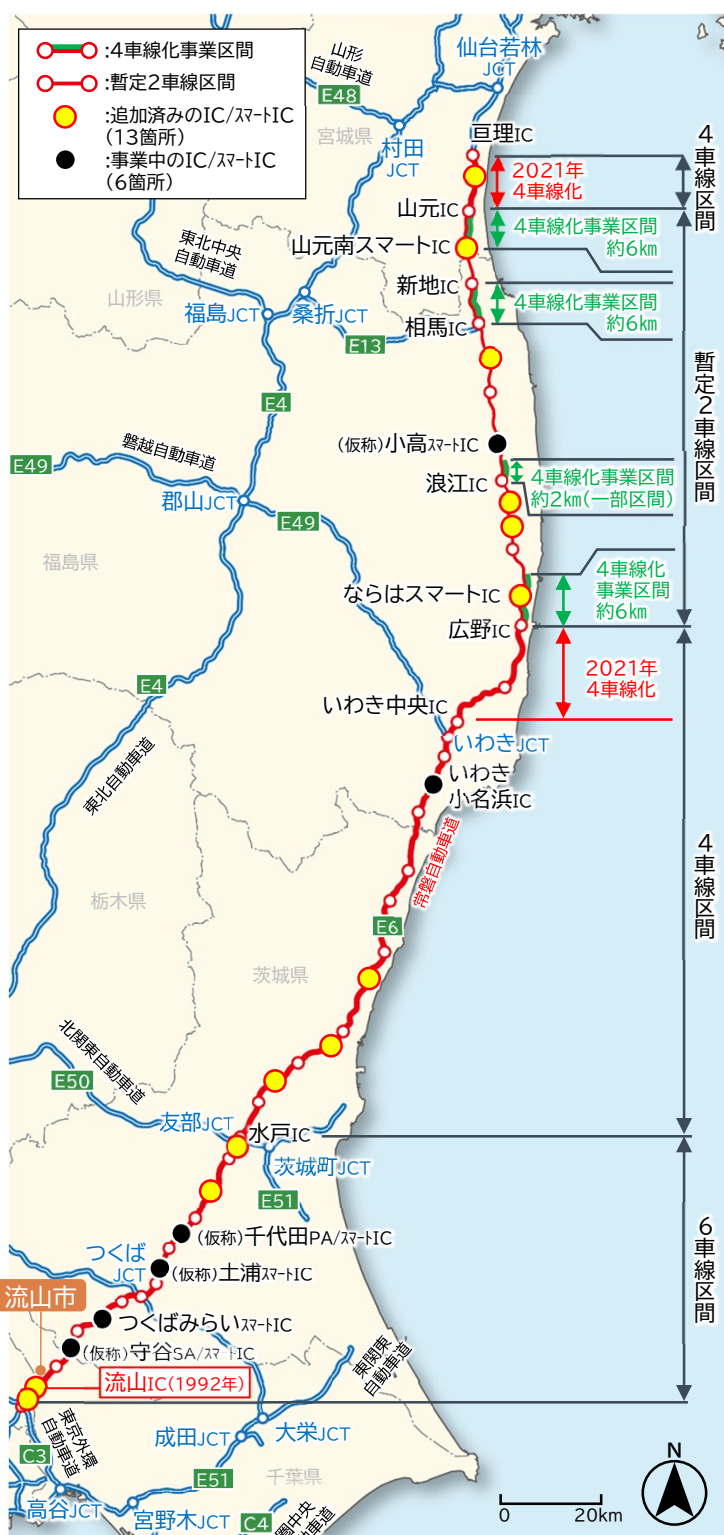 :4車線化事業区間
:暫定2車線区間
:追加済みのIC/スマートIC
(13箇所)
:事業中のIC/スマートIC
(6箇所)
山形
自動車道
仙台若林
JCT
E48
宮城県
村田
JCT
亘理IC
4車線区間
2021年
4車線化
山元IC
4車線化事業区間
約6km
山元南スマートIC
東北中央
自動車道
山形県
新地IC
4車線化事業区間
約6km
福島JCT
桑折JCT
相馬IC
E13
暫定2車線区間
E4
(仮称)小高スマートIC
磐越自動車道
E49
浪江IC
4車線化事業区間
約2km(一部区間)
郡山JCT
E49
福島県
ならはスマートIC
4車線化
事業区間
約6km
広野IC
2021年
4車線化
E4
いわき中央IC
いわきJCT
東北自動車道
いわき
小名浜IC
常磐自動車道
4車線区間
栃木県
E6
茨城県
北関東自動車道
E50
友部JCT
水戸IC
茨城町JCT
E51
6車線区間
(仮称)千代田PA/スマートIC
つくば
JCT
(仮称)土浦スマートIC
流山市
つくばみらいスマートIC
(仮称)守谷SA/スマートIC
流山IC(1992年)
東関東
自動車道
東京外環
自動車道
C3
成田JCT
大栄JCT
E51
千葉県
高谷JCT
宮野木JCT
C4
圏中央
自動車道
N
0
20km